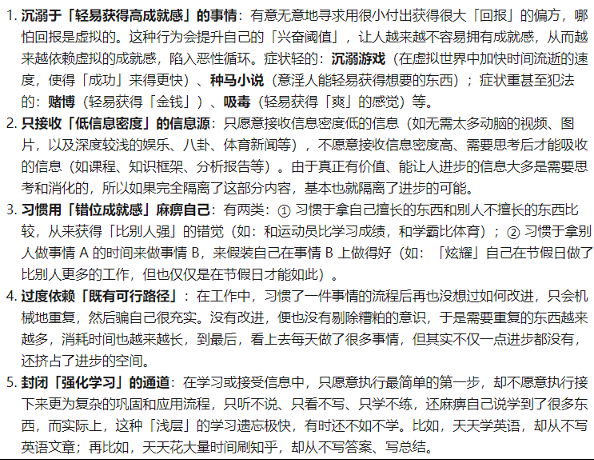 1. 沉溺于「轻易获得高成就感」的事情：有意无意地寻求用很小付出获得很大「回报」的偏方，哪
怕回报是虚拟的。这种行为会提升自己的「兴奋阈值」，让人越来越不容易拥有成就感，从而越
来越依赖虚拟的成就感，陷入恶性循环。症状轻的：沉溺游戏（在虚拟世界中加快时间流逝的速
度，使得「成功」来得更快）、种马小说（意淫人能轻易获得想要的东西）；症状重甚至犯法
的：赌博（轻易获得「金钱」）、吸毒（轻易获得「爽」的感觉）等。
2. 只接收「低信息密度」的信息源：只愿意接收信息密度低的信息（如无需太多动脑的视频、图
片，以及深度较浅的娱乐、八卦、体育新闻等），不愿意接收信息密度高、需要思考后才能吸收
的信息（如课程、知识框架、分析报告等）。由于真正有价值、能让人进步的信息大多是需要思
考和消化的，所以如果完全隔离了这部分内容，基本也就隔离了进步的可能。
3. 习惯用「错位成就感」麻痹自己：有两类：① 习惯于拿自己擅长的东西和别人不擅长的东西比
较，从来获得「比别人强」的错觉（如：和运动员比学习成绩，和学霸比体育）；② 习惯于拿别
人做事情 A 的时间来做事情 B，来假装自己在事情 B 上做得好（如：「炫耀」自己在节假日做了
比别人更多的工作，但也仅仅是在节假日才能如此）。
4. 过度依赖「既有可行路径」：在工作中，习惯了一件事情的流程后再也没想过如何改进，只会机
械地重复，然后骗自己很充实。没有改进，便也没有剔除糟粕的意识，于是需要重复的东西越来
越多，消耗时间也越来越长，到最后，看上去每天做了很多事情，但其实不仅一点进步都没有，
还挤占了进步的空间。
5. 封闭「强化学习」的通道：在学习或接受信息中，只愿意执行最简单的第一步，却不愿意执行接
下来更为复杂的巩固和应用流程，只听不说、只看不写、只学不练，还麻痹自己说学到了很多东
西，而实际上，这种「浅层」的学习遗忘极快，有时还不如不学。比如，天天学英语，却从不写
英语文章；再比如，天天花大量时间刷知乎，却从不写答案、写总结。